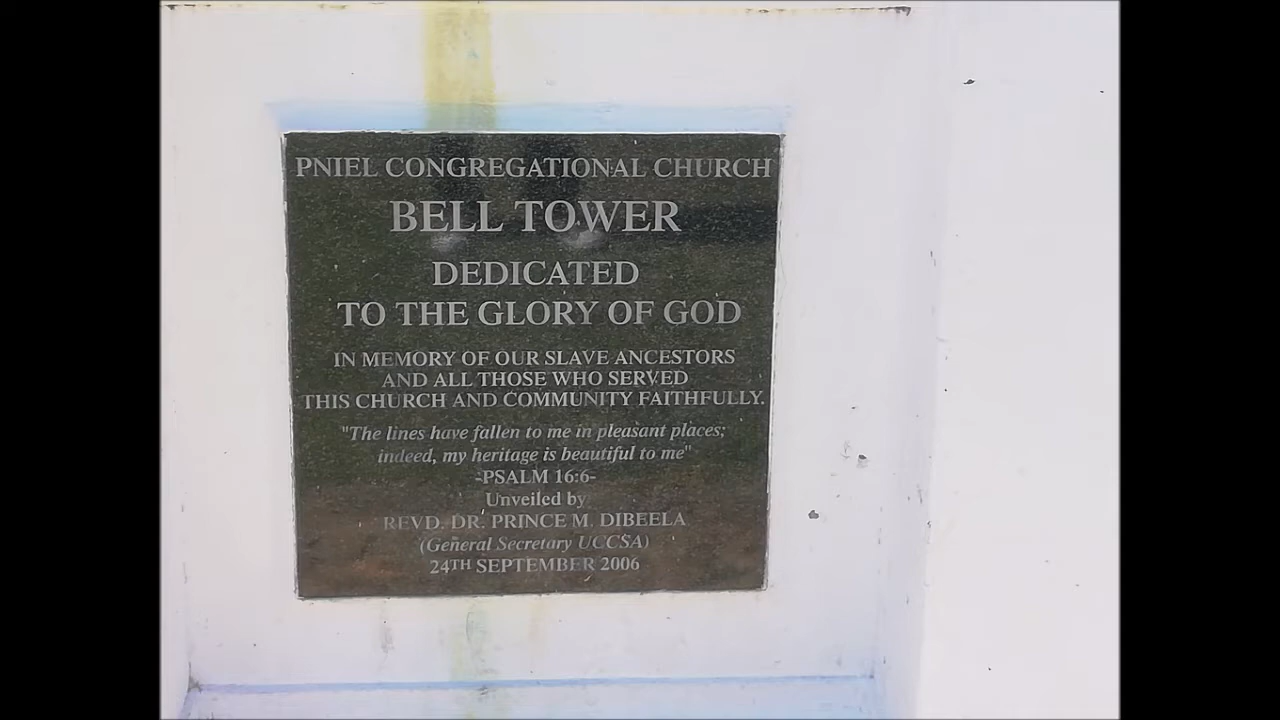 PNIEL CONGREGATIONAL CHURCH
BELL TOWER
DEDICATED
TO THE GLORY OF GOD
IN MEMORY OF OUR SLAVE ANCESTORS
AND ALL THOSE WHO SERVED
THIS CHURCH AND COMMUNITY FAITHFULLY.
"The lines have fallen to me in pleasant places;
indeed, my heritage is beautiful to me"
-PSALM 16:6-
Unveiled by
REVD. DR. PRINCE M. DIBEELA
(General Secretary UCCSA)
24TH SEPTEMBER 2006